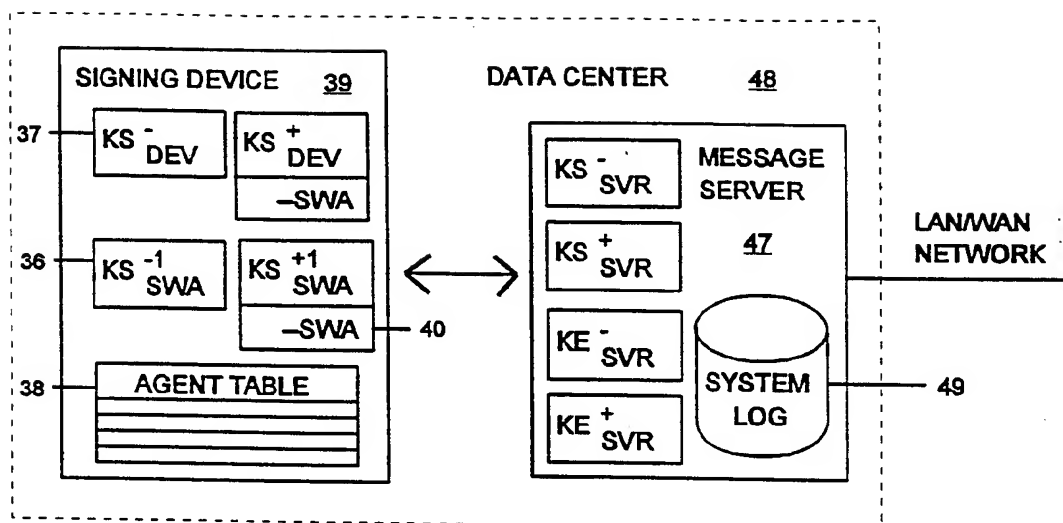 SIGNING DEVICE 39
37
KS - DEV
KS + DEV
–SWA
36
KS -1 SWA
KS +1 SWA
–SWA
40
38
AGENT TABLE
DATA CENTER 48
KS - SVR
MESSAGE
SERVER
47
KS + SVR
KE - SVR
KE + SVR
SYSTEM
LOG
49
LAN/WAN
NETWORK